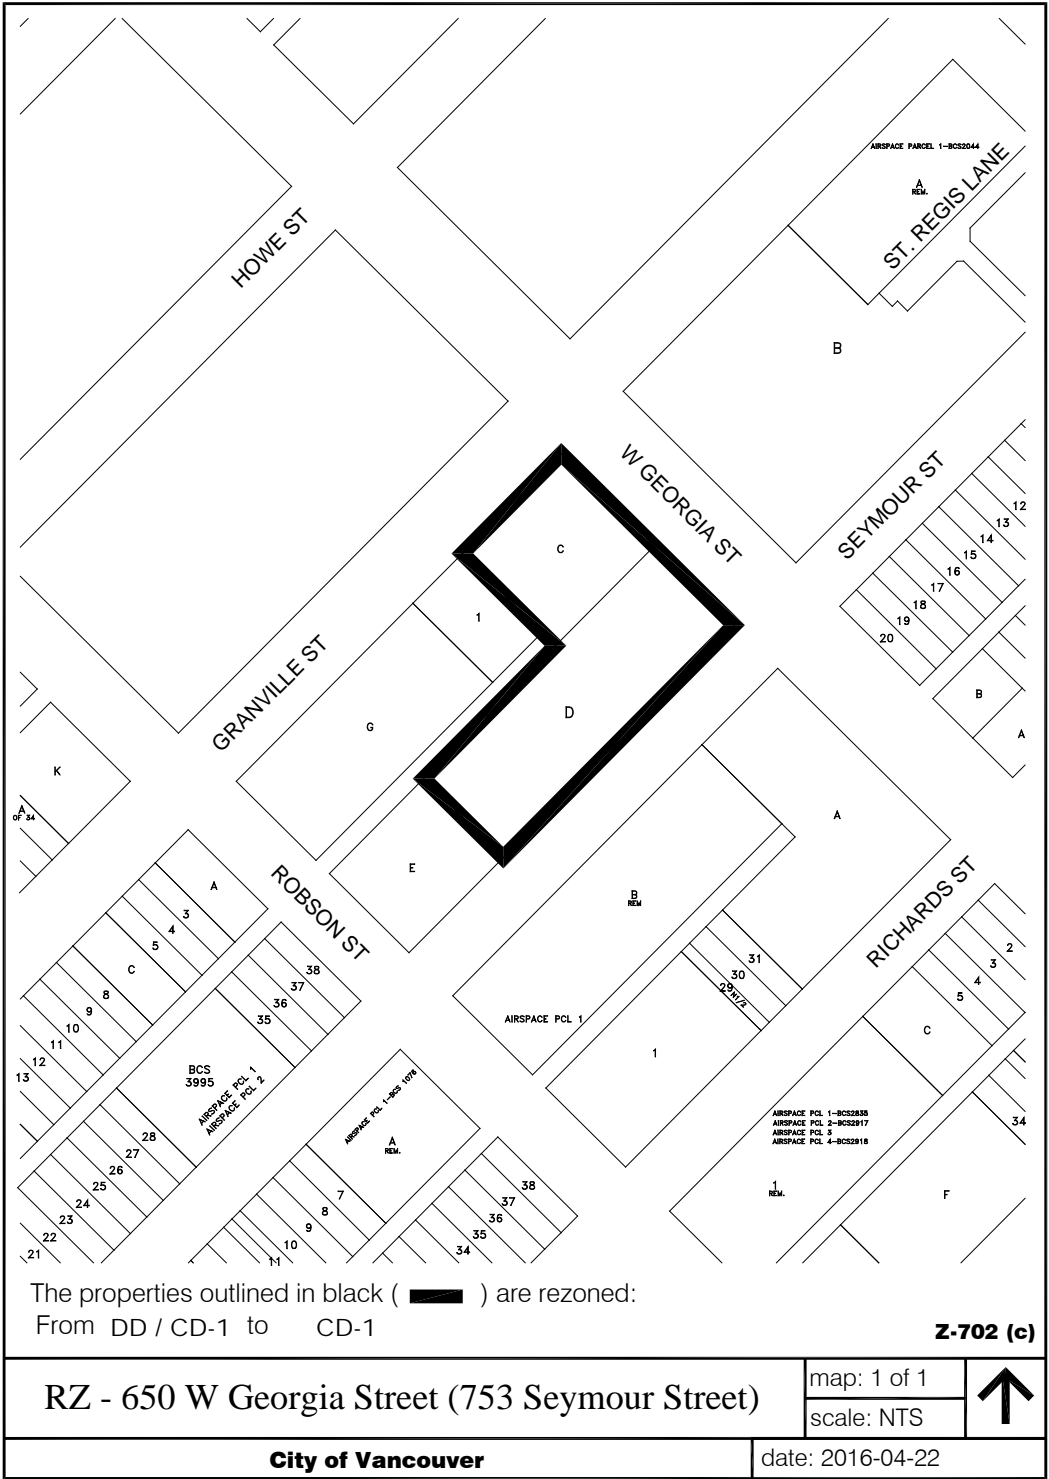 AIRSPACE PARCEL 1-BCS2044
A
REM.
ST. REGIS LANE
HOWE ST
B
W GEORGIA ST
SEYMOUR ST
12
13
14
15
16
17
18
19
20
C
1
GRANVILLE ST
D
G
B
A
K
A
OF 34
E
A
ROBSON ST
A
3
4
5
C
8
9
10
11
12
13
B
REM
RICHARDS ST
2
3
4
5
C
31
30
29
N1/2
38
37
36
35
AIRSPACE PCL 1
1
BCS
3995
AIRSPACE PCL 1
AIRSPACE PCL 2
AIRSPACE PCL 1-BCS 1078
A
REM.
AIRSPACE PCL 1-BCS2835
AIRSPACE PCL 2-BCS2917
AIRSPACE PCL 3
AIRSPACE PCL 4-BCS2918
34
1
REM.
F
28
27
26
25
24
23
22
21
7
8
9
10
11
38
37
36
35
34
The properties outlined in black ( ) are rezoned:
From DD / CD-1 to CD-1
Z-702 (c)
RZ - 650 W Georgia Street (753 Seymour Street)
map: 1 of 1
scale: NTS
City of Vancouver
date: 2016-04-22